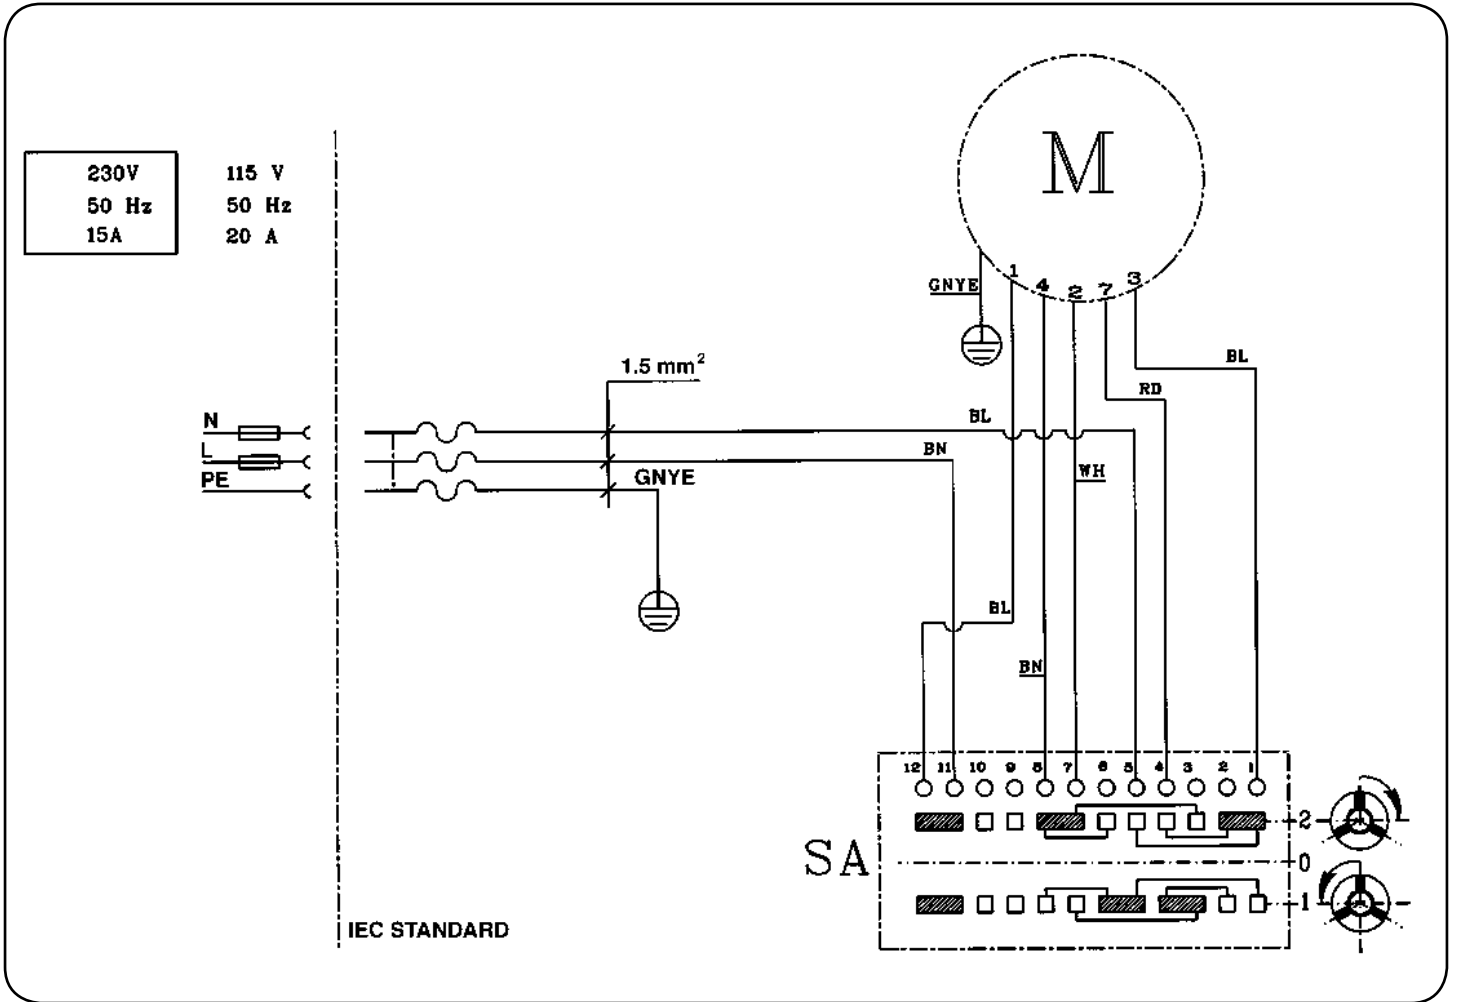 M
230V 115 V
50 Hz 50 Hz
15A 20 A
1 4 2 7 3
GNYE
1.5 mm²
BL
RD
N BL
L BN
PE GNYE
WH
BL
BN
12 11 10 9 8 7 6 5 4 3 2 1
2
SA
0
1
IEC STANDARD